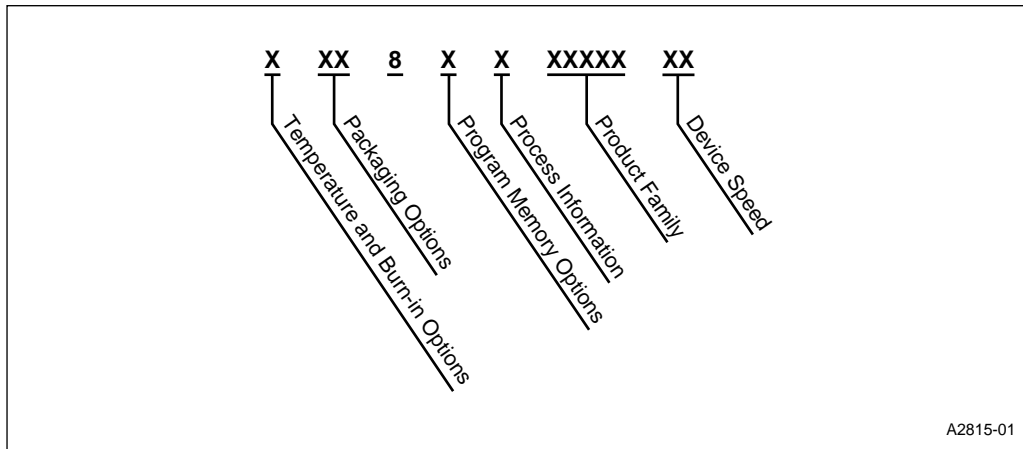 X XX 8 X X XXXXX XX
Temperature and Burn-in Options
Packaging Options
Program Memory Options
Process Information
Product Family
Device Speed
A2815-01